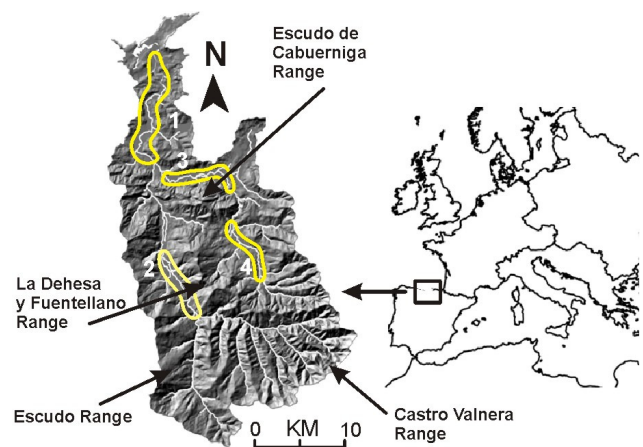 Escudo de
Cabuerniga
Range
N
1
3
2
4
La Dehesa
y Fuentellano
Range
Escudo Range
Castro Valnera
Range
0 KM 10